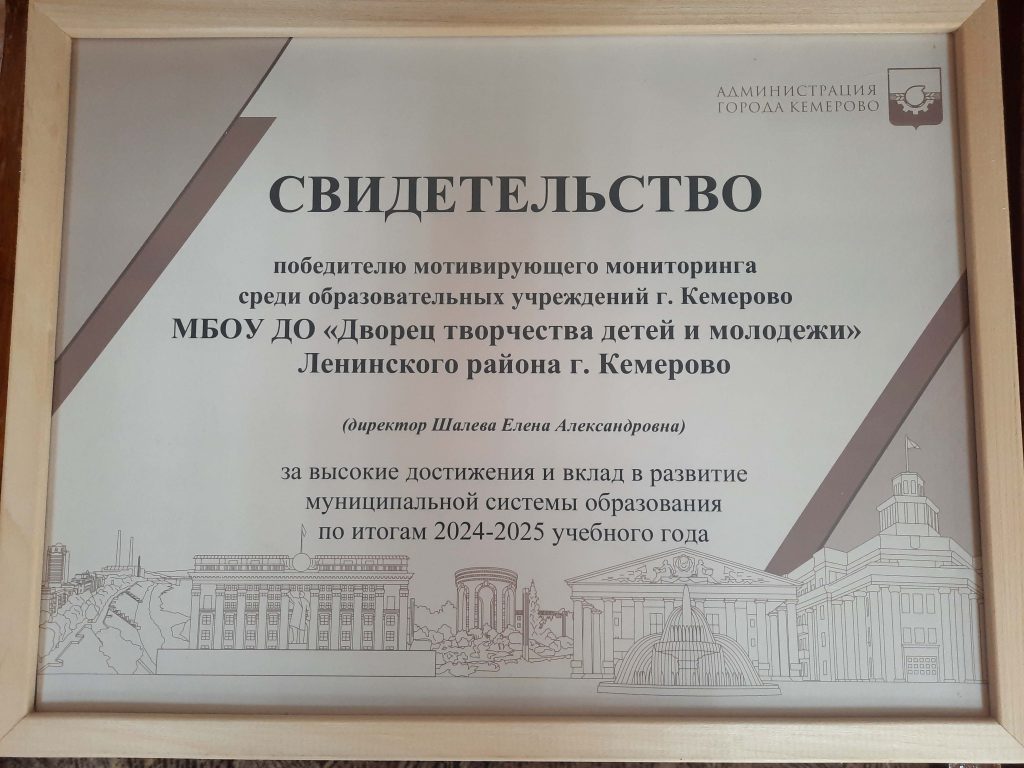 АДМИНИСТРАЦИЯ
ГОРОДА КЕМЕРОВО
СВИДЕТЕЛЬСТВО
победителю мотивирующего мониторинга
среди образовательных учреждений г. Кемерово
МБОУ ДО «Дворец творчества детей и молодежи»
Ленинского района г. Кемерово
(директор Шалева Елена Александровна)
за высокие достижения и вклад в развитие
муниципальной системы образования
по итогам 2024-2025 учебного года